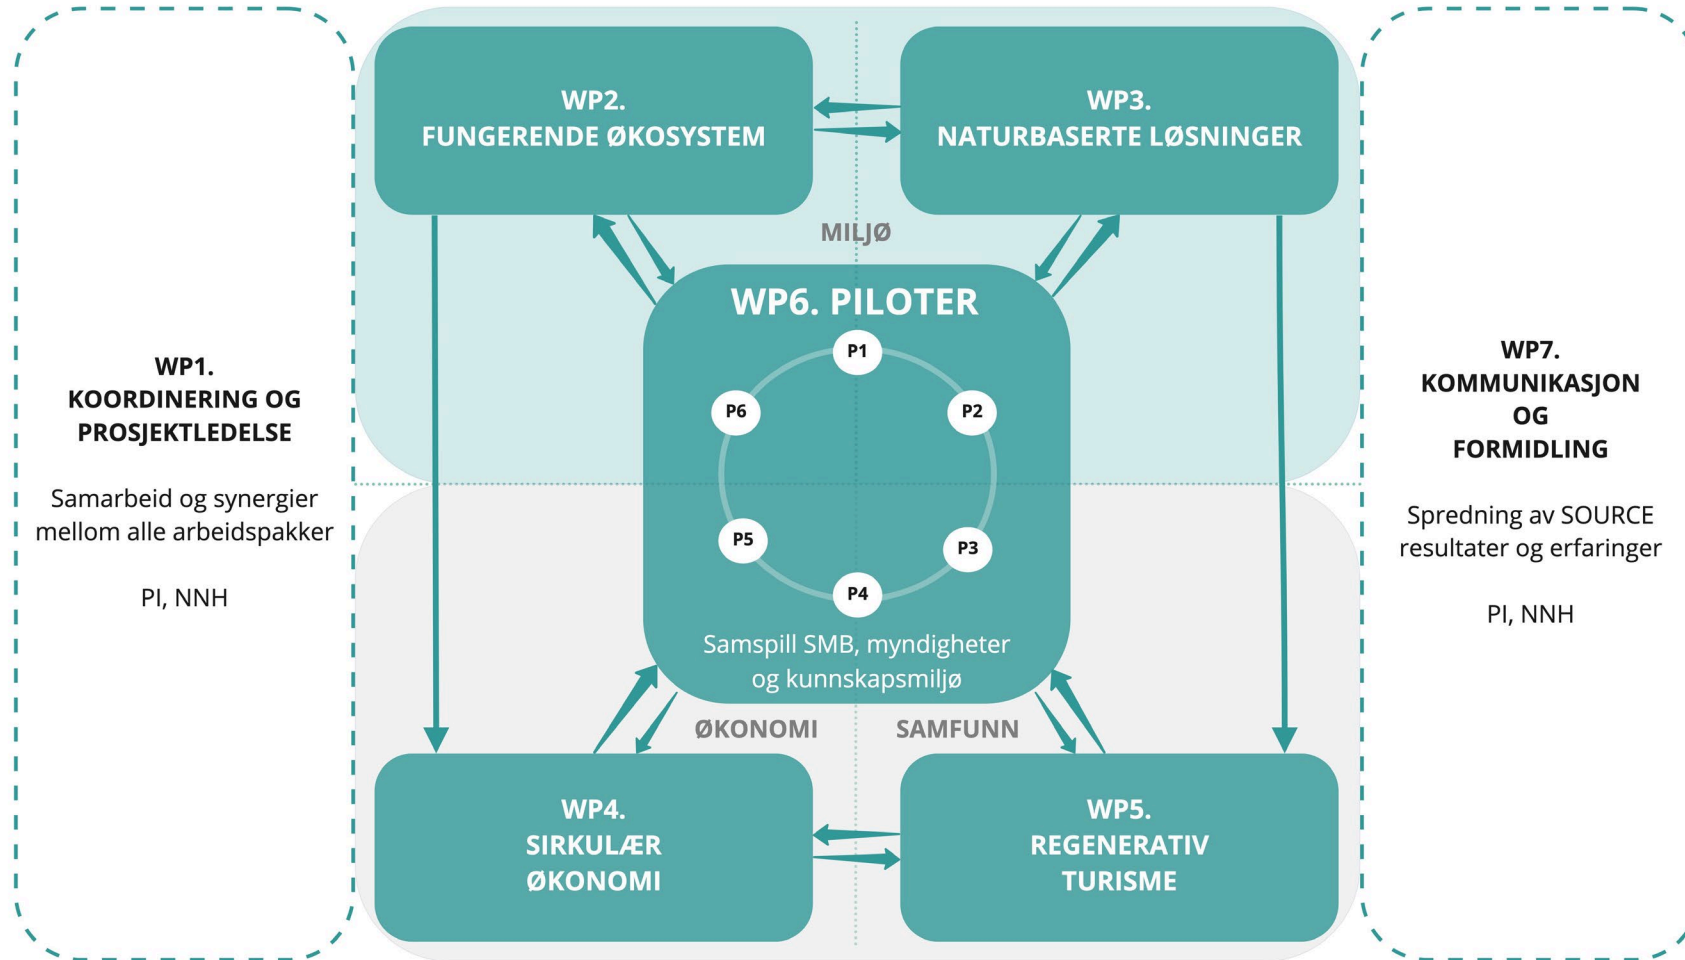 WP1.
KOORDINERING OG
PROSJEKTLEDELSE
Samarbeid og synergier
mellom alle arbeidspakker
PI, NNH
WP2.
FUNGERENDE ØKOSYSTEM
WP3.
NATURBASERTE LØSNINGER
MILJØ
WP6. PILOTER
P1
P2
P3
P4
P5
P6
Samspill SMB, myndigheter
og kunnskapsmiljø
ØKONOMI
SAMFUNN
WP4.
SIRKULÆR
ØKONOMI
WP5.
REGENERATIV
TURISME
WP7.
KOMMUNIKASJON
OG
FORMIDLING
Spredning av SOURCE
resultater og erfaringer
PI, NNH